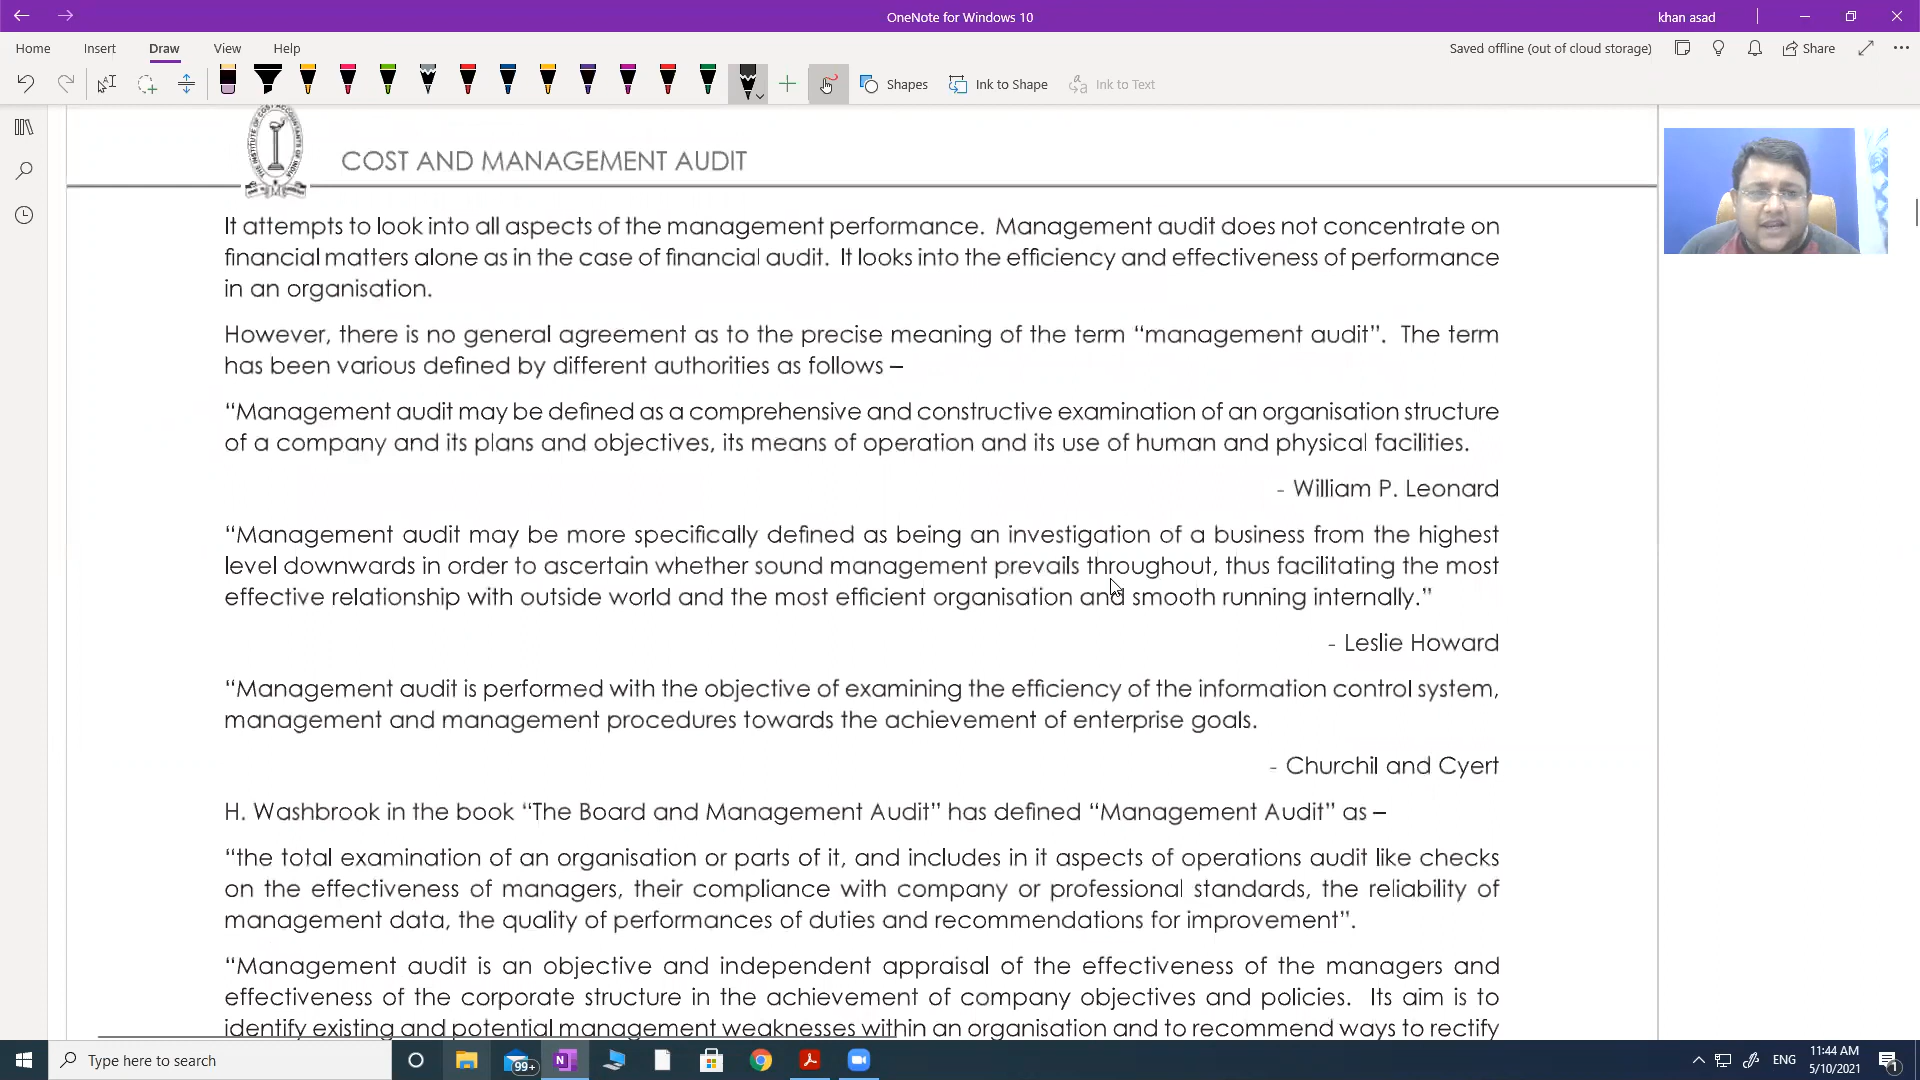 OneNote for Windows 10
khan asad
Home Insert Draw View Help
Saved offline (out of cloud storage)
Share
Shapes
Ink to Shape
Ink to Text
THE INSTITUTE OF COST ACCOUNTANTS OF INDIA
COST AND MANAGEMENT AUDIT
It attempts to look into all aspects of the management performance. Management audit does not concentrate on
financial matters alone as in the case of financial audit. It looks into the efficiency and effectiveness of performance
in an organisation.
However, there is no general agreement as to the precise meaning of the term “management audit”. The term
has been various defined by different authorities as follows –
“Management audit may be defined as a comprehensive and constructive examination of an organisation structure
of a company and its plans and objectives, its means of operation and its use of human and physical facilities.
- William P. Leonard
“Management audit may be more specifically defined as being an investigation of a business from the highest
level downwards in order to ascertain whether sound management prevails throughout, thus facilitating the most
effective relationship with outside world and the most efficient organisation and smooth running internally.”
- Leslie Howard
“Management audit is performed with the objective of examining the efficiency of the information control system,
management and management procedures towards the achievement of enterprise goals.
- Churchil and Cyert
H. Washbrook in the book “The Board and Management Audit” has defined “Management Audit” as –
“the total examination of an organisation or parts of it, and includes in it aspects of operations audit like checks
on the effectiveness of managers, their compliance with company or professional standards, the reliability of
management data, the quality of performances of duties and recommendations for improvement”.
“Management audit is an objective and independent appraisal of the effectiveness of the managers and
effectiveness of the corporate structure in the achievement of company objectives and policies. Its aim is to
identify existing and potential management weaknesses within an organisation and to recommend ways to rectify
Type here to search
99+
ENG
11:44 AM
5/10/2021
1